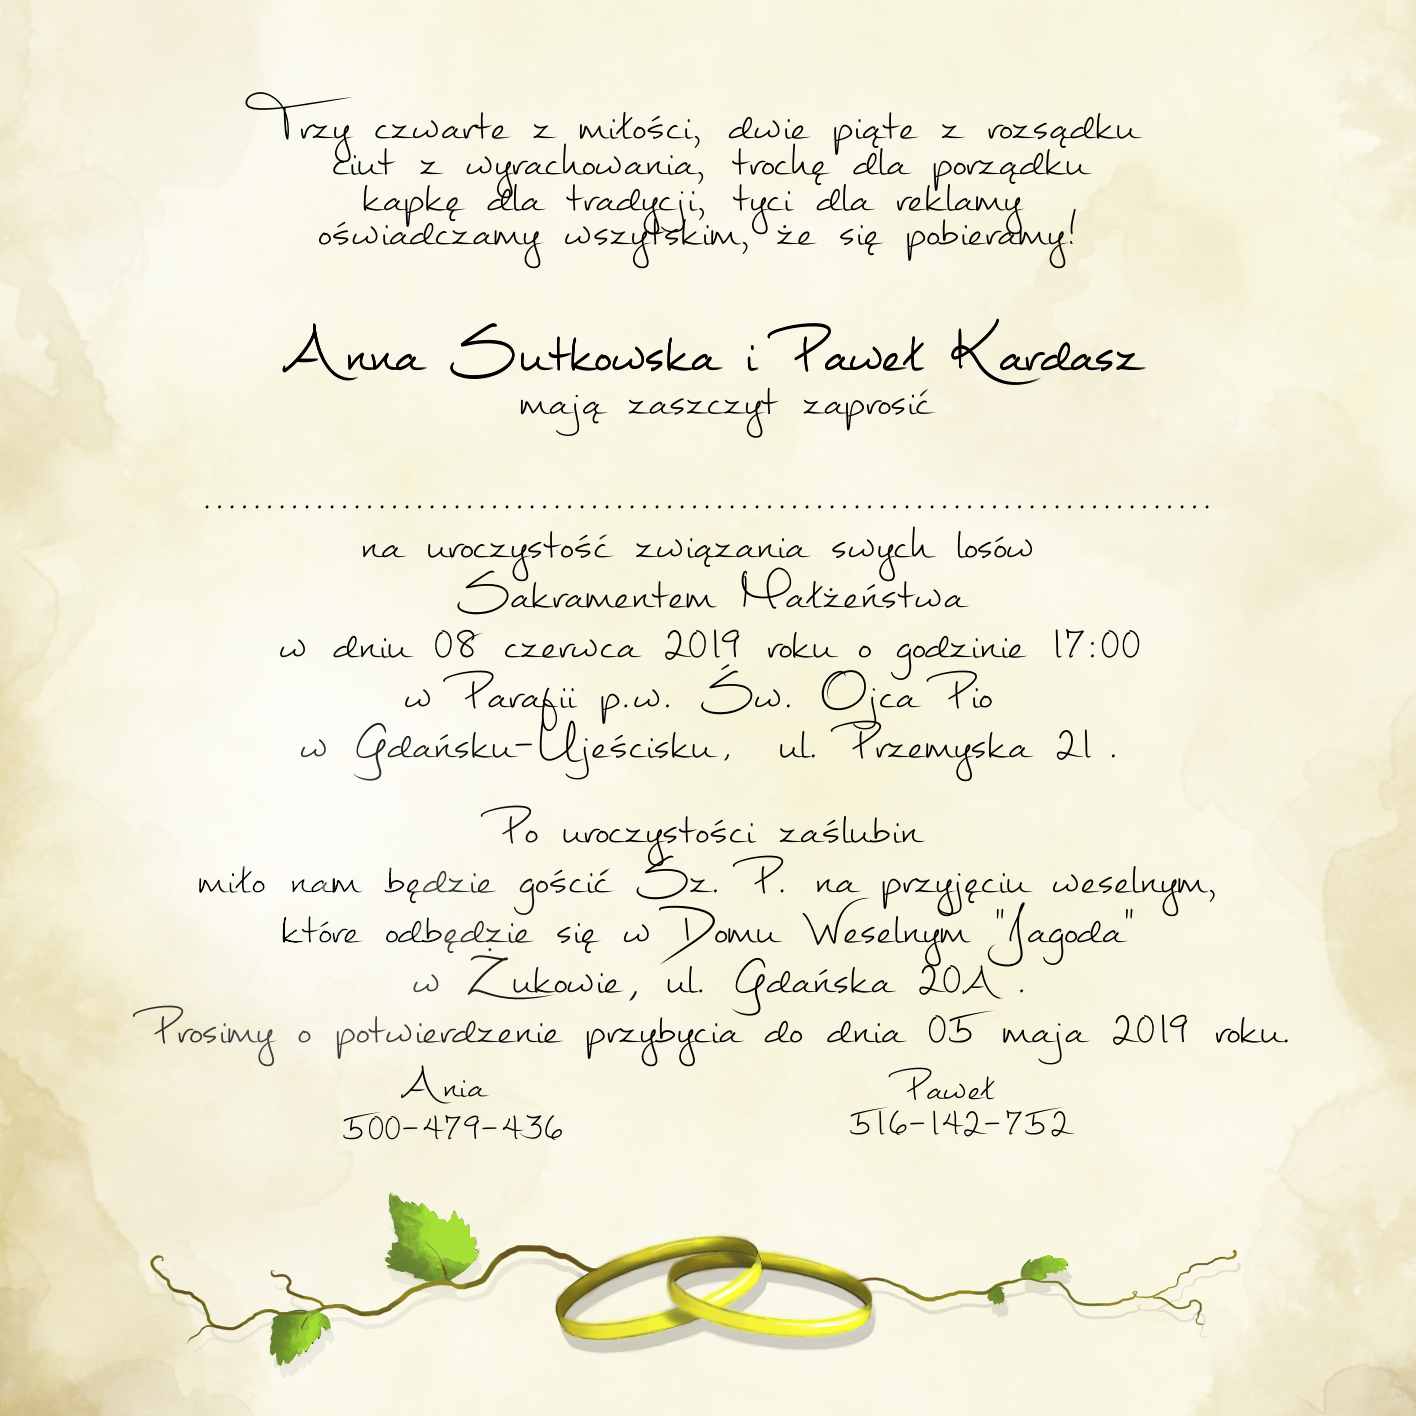 Trzy czwarte z miłości, dwie piąte z rozsądku
ciut z wyrachowania, trochę dla porządku
kapkę dla tradycji, tyci dla reklamy
oświadczamy wszytskim, że się pobieramy!
Anna Sutkowska i Paweł Kardasz
mają zaszczyt zaprosić
................................................................................
na uroczystość związania swych losów
Sakramentem Małżeństwa
w dniu 08 czerwca 2019 roku o godzinie 17:00
w Parafii p.w. Św. Ojca Pio
w Gdańsku-Ujeścisku, ul. Przemyska 21 .
Po uroczystości zaślubin
miło nam będzie gościć Sz. P. na przyjęciu weselnym,
które odbędzie się w Domu Weselnym "Jagoda"
w Żukowie, ul. Gdańska 20A .
Prosimy o potwierdzenie przybycia do dnia 05 maja 2019 roku.
Ania Paweł
500-479-436 516-142-752